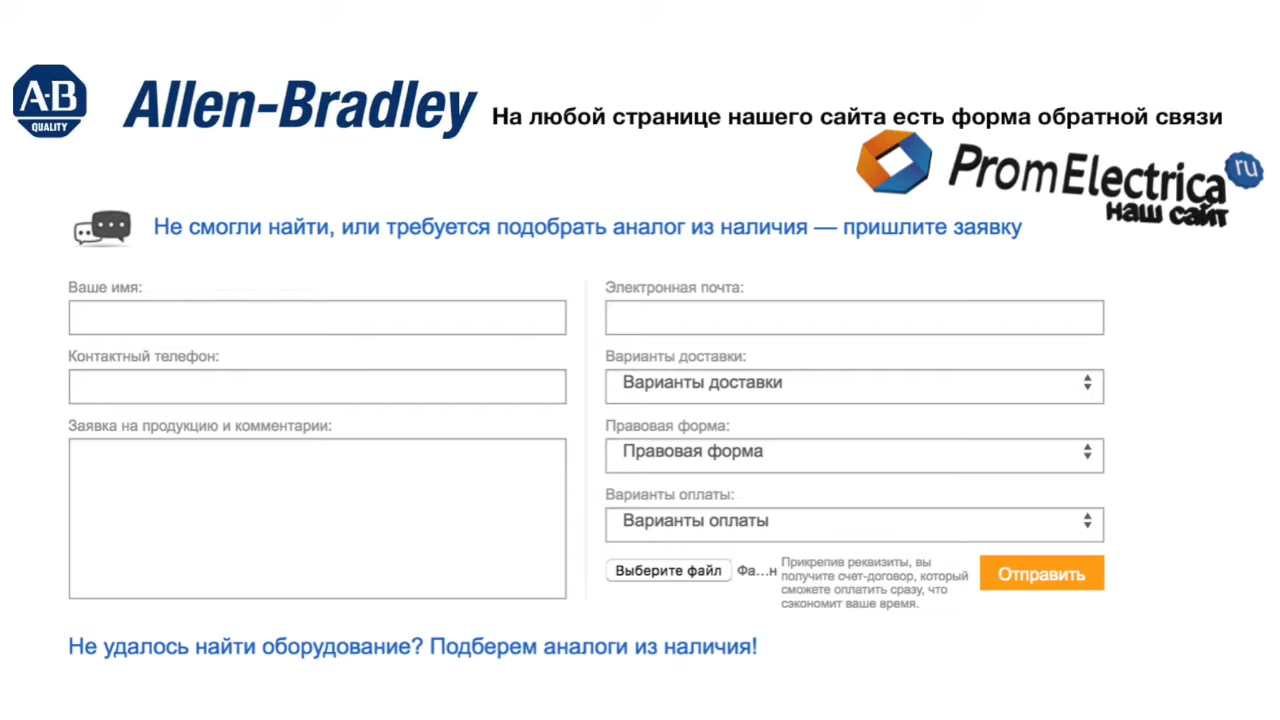 A-B
QUALITY
Allen-Bradley
На любой странице нашего сайта есть форма обратной связи
PromElectrica ru
наш сайт
Не смогли найти, или требуется подобрать аналог из наличия — пришлите заявку
Ваше имя:
Электронная почта:
Контактный телефон:
Варианты доставки:
Варианты доставки
Заявка на продукцию и комментарии:
Правовая форма:
Правовая форма
Варианты оплаты:
Варианты оплаты
Выберите файл Фа...н
Прикрепив реквизиты, вы
получите счет-договор, который
сможете оплатить сразу, что
сэкономит ваше время.
Отправить
Не удалось найти оборудование? Подберем аналоги из наличия!